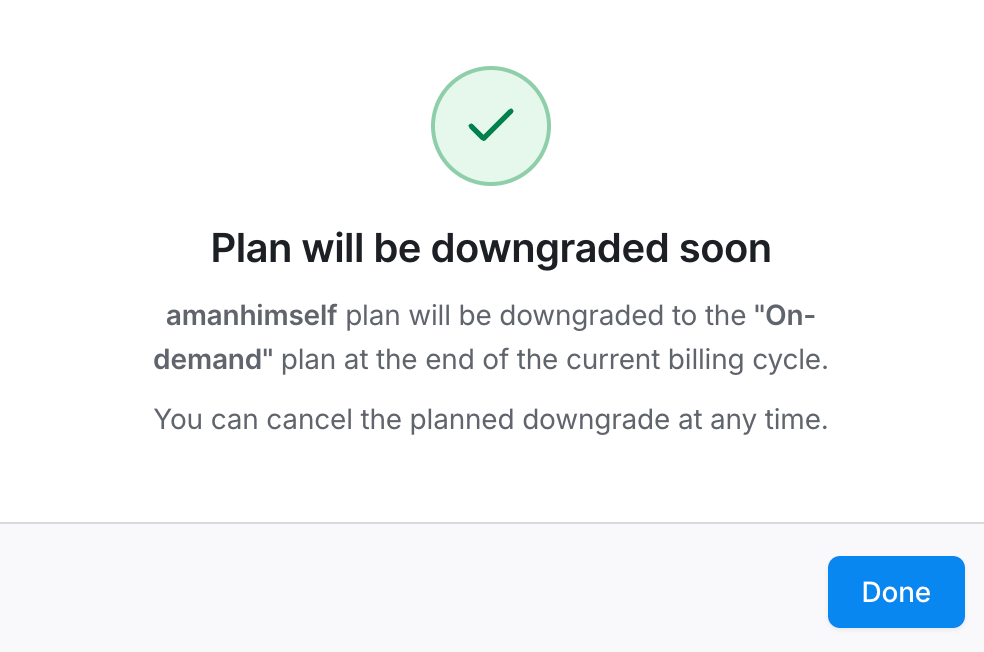 Plan will be downgraded soon
amanhimself plan will be downgraded to the "On-
demand" plan at the end of the current billing cycle.
You can cancel the planned downgrade at any time.
Done